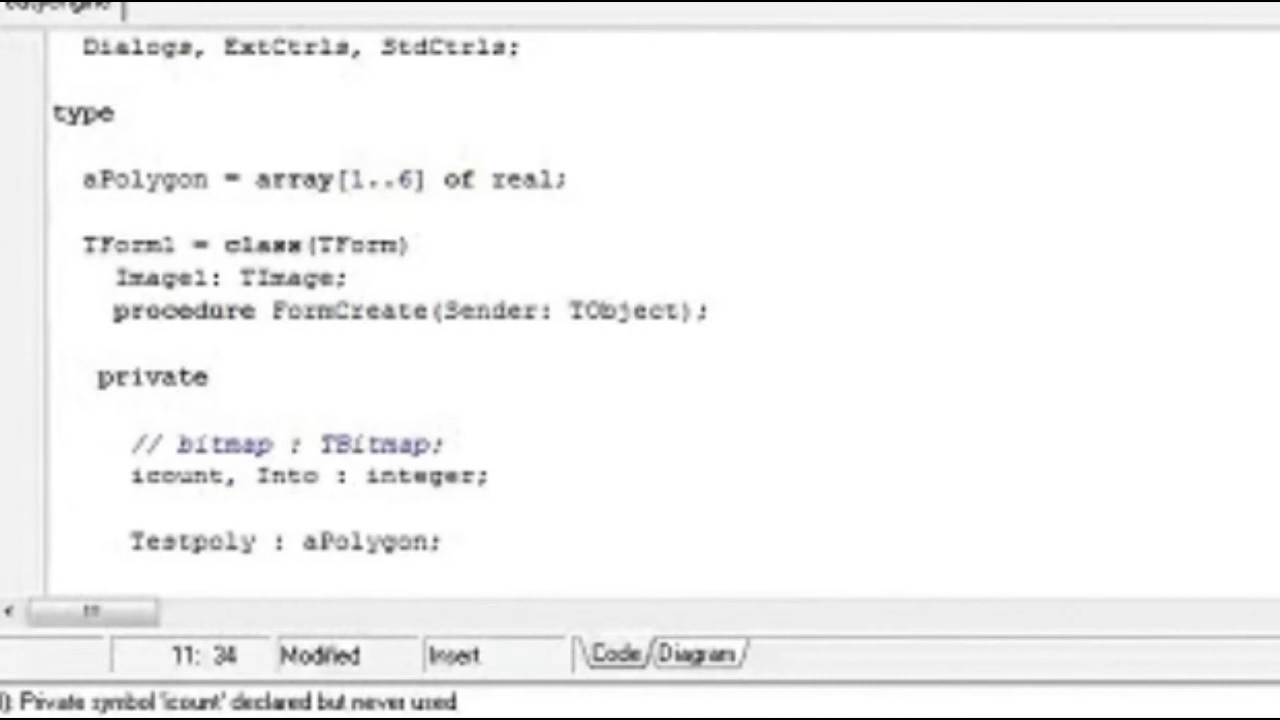 Dialogs, ExtCtrls, StdCtrls;
type
aPolygon = array[1..6] of real;
TForm1 = class(TForm)
Image1: TImage;
procedure FormCreate(Sender: TObject);
private
// bitmap : TBitmap;
icount, Into : integer;
Testpoly : aPolygon;
11: 34 Modified Insert Code Diagram
): Private symbol 'icount' declared but never used